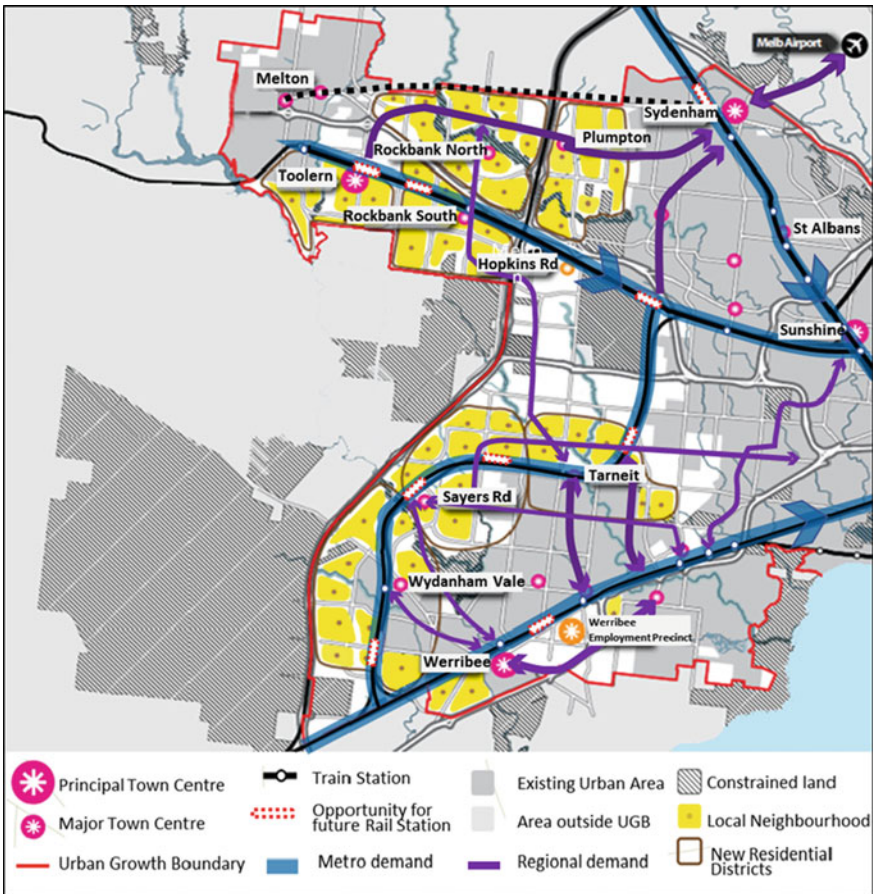 Melb Airport
Melton
Sydenham
Plumpton
Rockbank North
Toolern
Rockbank South
St Albans
Hopkins Rd
Sunshine
Tarneit
Sayers Rd
Wydanham Vale
Werribee
Employment Precinct
Werribee
Principal Town Centre
Train Station
Existing Urban Area
Constrained land
Major Town Centre
Opportunity for
future Rail Station
Area outside UGB
Local Neighbourhood
Urban Growth Boundary
Metro demand
Regional demand
New Residential
Districts